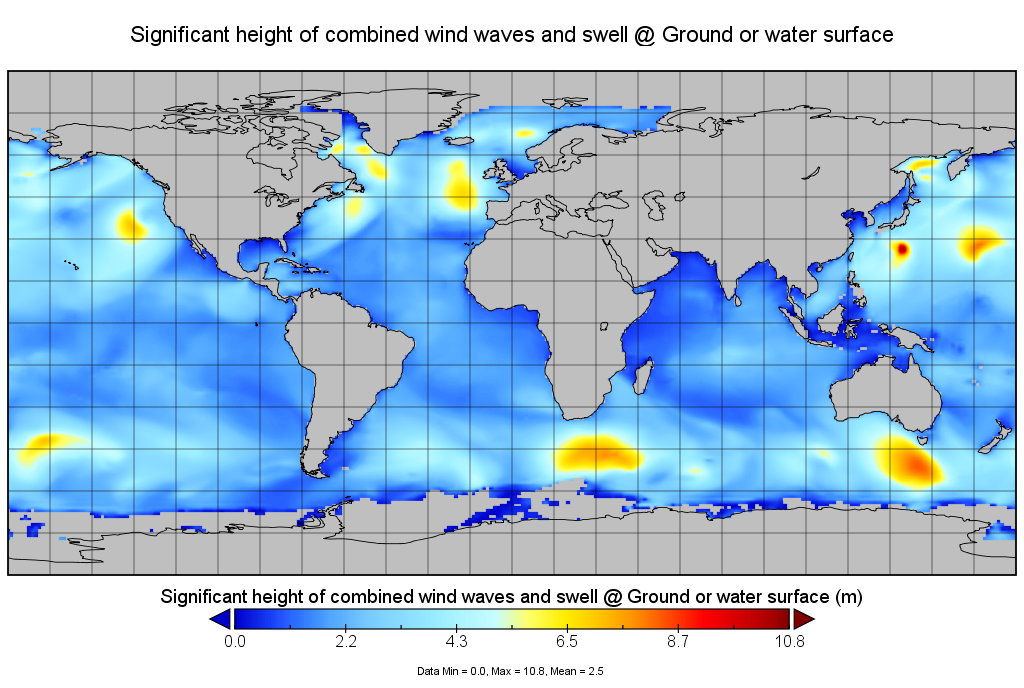 Significant height of combined wind waves and swell @ Ground or water surface
Significant height of combined wind waves and swell @ Ground or water surface (m)
0.0 2.2 4.3 6.5 8.7 10.8
Data Min = 0.0, Max = 10.8, Mean = 2.5